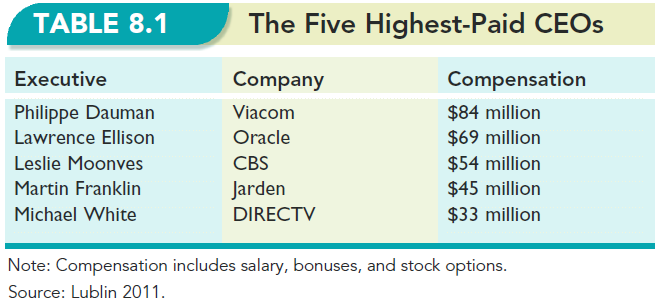 TABLE 8.1 The Five Highest-Paid CEOs
Executive Company Compensation
Philippe Dauman Viacom $84 million
Lawrence Ellison Oracle $69 million
Leslie Moonves CBS $54 million
Martin Franklin Jarden $45 million
Michael White DIRECTV $33 million
Note: Compensation includes salary, bonuses, and stock options.
Source: Lublin 2011.